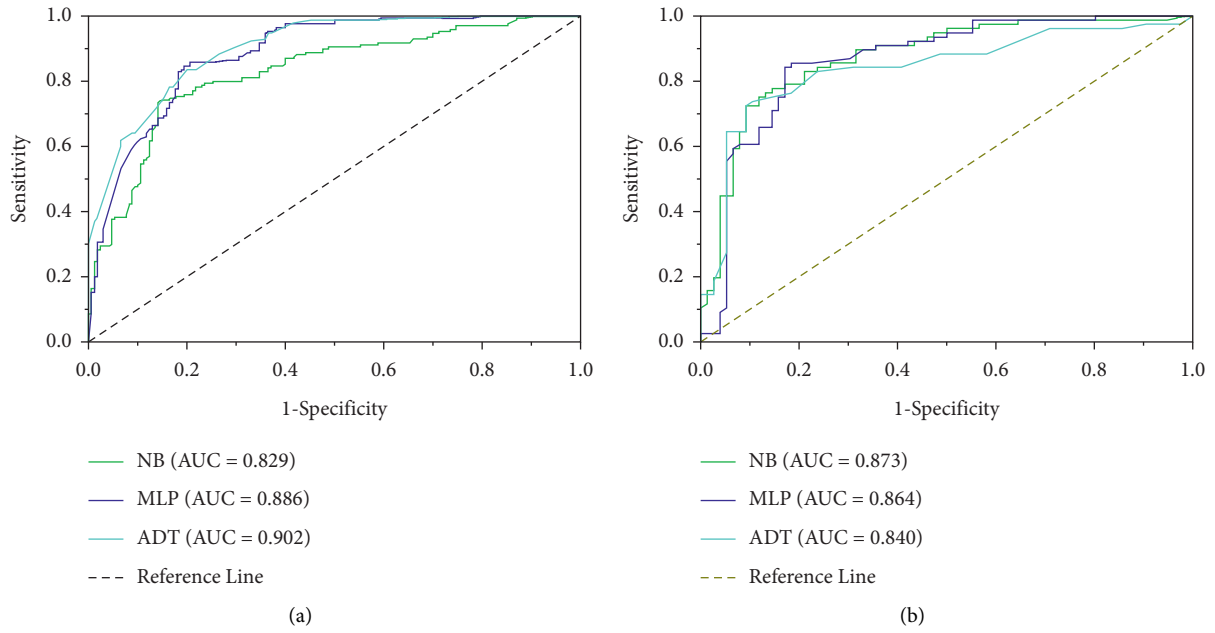 1.0
0.8
0.6
0.4
0.2
0.0
Sensitivity
0.0 0.2 0.4 0.6 0.8 1.0
1-Specificity
NB (AUC = 0.829)
MLP (AUC = 0.886)
ADT (AUC = 0.902)
Reference Line
(a)
1.0
0.8
0.6
0.4
0.2
0.0
Sensitivity
0.0 0.2 0.4 0.6 0.8 1.0
1-Specificity
NB (AUC = 0.873)
MLP (AUC = 0.864)
ADT (AUC = 0.840)
Reference Line
(b)